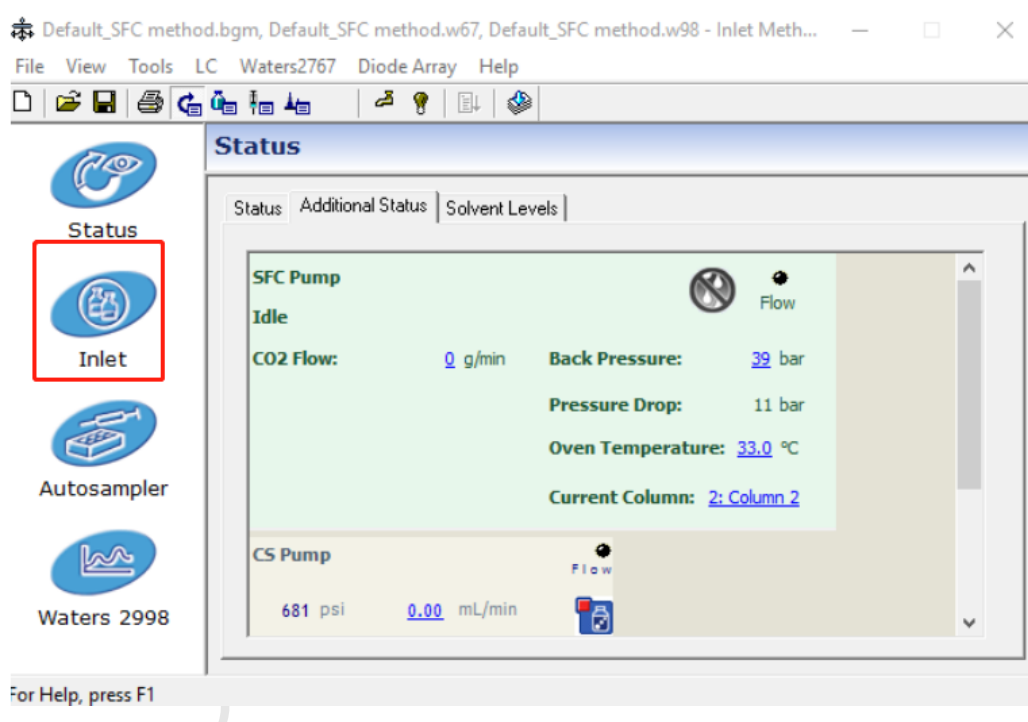 Default_SFC method.bgm, Default_SFC method.w67, Default_SFC method.w98 - Inlet Meth...
File View Tools LC Waters2767 Diode Array Help
Status
Status
Inlet
Autosampler
Waters 2998
Status Additional Status Solvent Levels
SFC Pump
Flow
Idle
CO2 Flow: 0 g/min Back Pressure: 39 bar
Pressure Drop: 11 bar
Oven Temperature: 33.0 ºC
Current Column: 2: Column 2
CS Pump
Flow
681 psi 0.00 mL/min
For Help, press F1